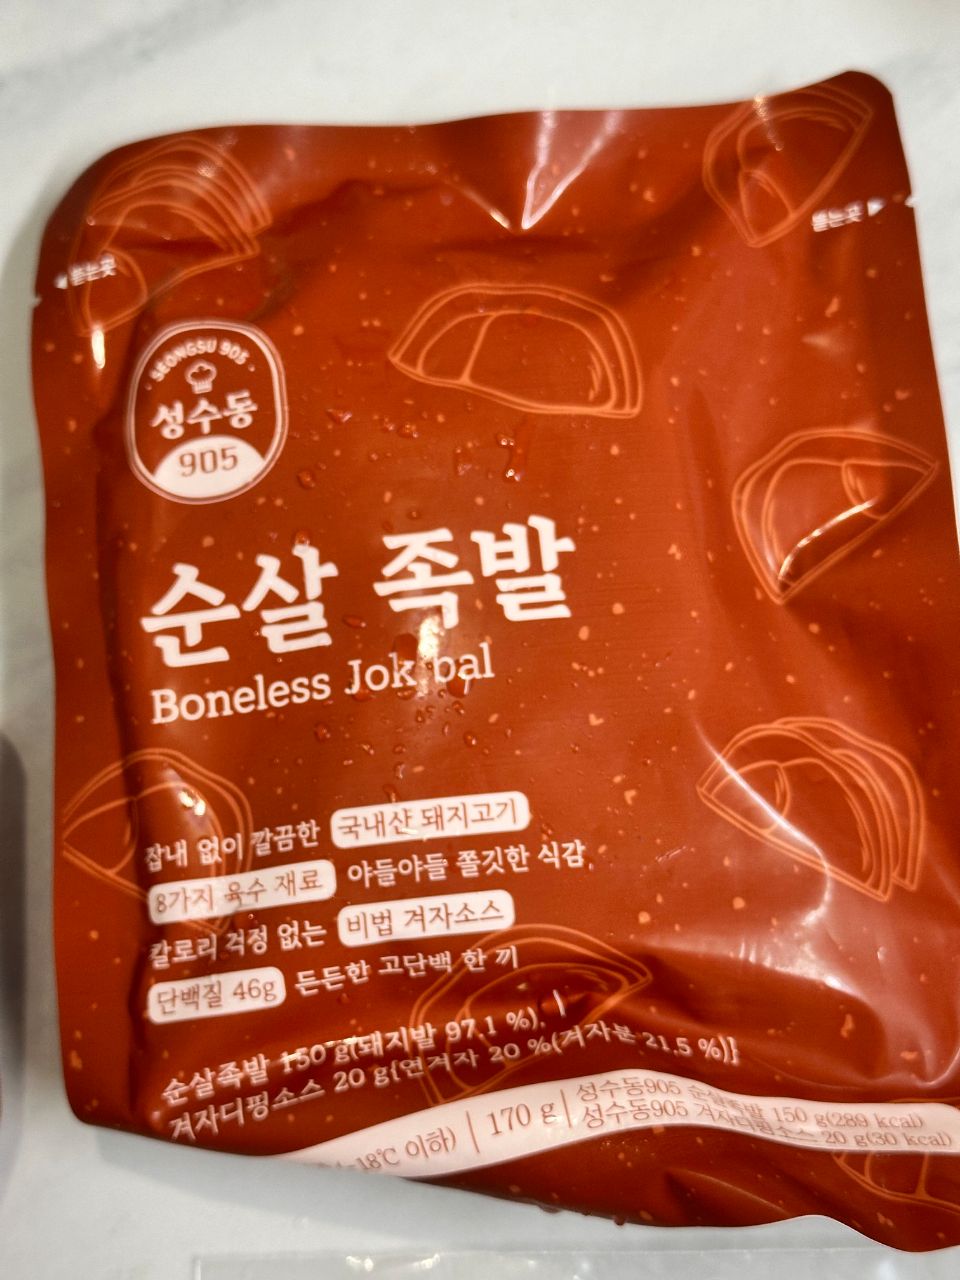 뜯는곳
뜯는곳
SEONGSU 905
성수동
905
순살 족발
Boneless Jok bal
잡내 없이 깔끔한 국내산 돼지고기
8가지 육수 재료 야들야들 쫄깃한 식감
칼로리 걱정 없는 비법 겨자소스
단백질 46g 든든한 고단백 한 끼
순살족발 150 g(돼지발 97.1 %),
겨자디핑소스 20 g{연겨자 20 %(겨자분 21.5 %)}
-18℃ 이하) | 170 g | 성수동905 순살족발 150 g(289 kcal)
성수동905 겨자디핑소스 20 g(30 kcal)